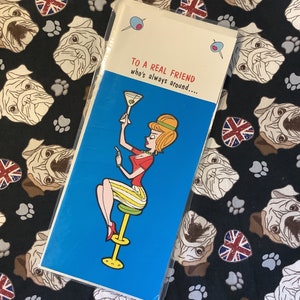 TO A REAL FRIEND
who's always around....